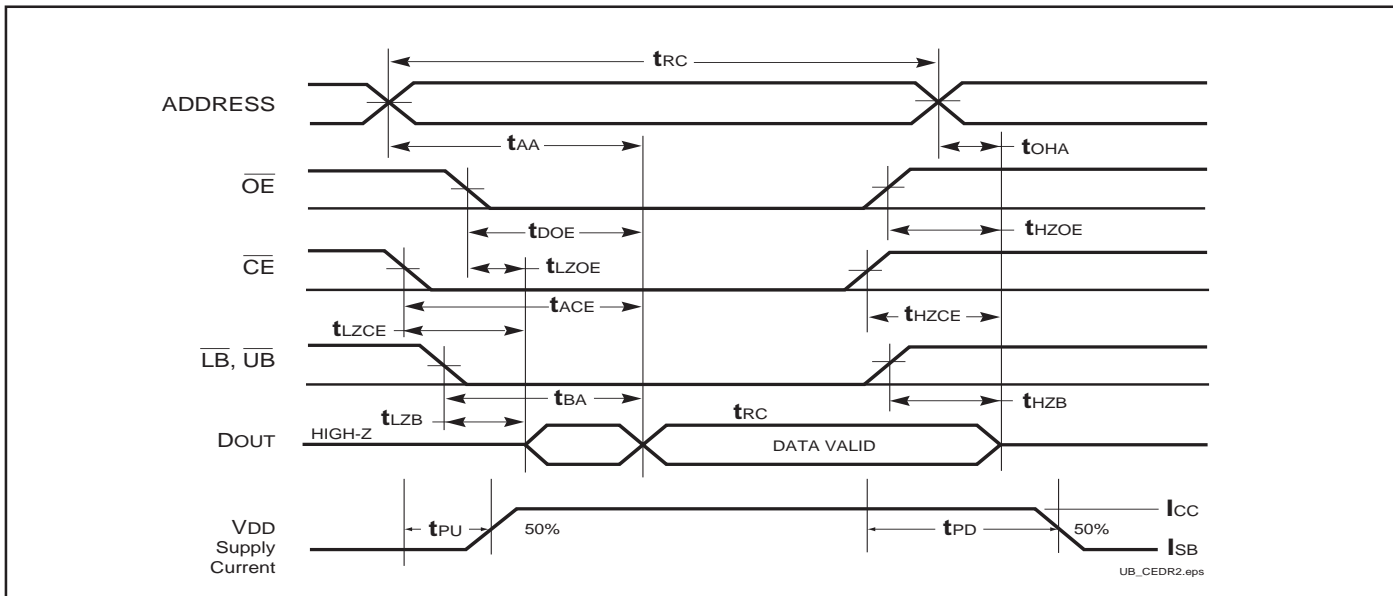 tRC
ADDRESS
tAA
tOHA
OE
tDOE
tHZOE
CE
tLZOE
tACE
tHZCE
tLZCE
LB, UB
tBA
tHZB
tLZB
tRC
DOUT
HIGH-Z
DATA VALID
ICC
VDD
Supply
Current
tPU
50%
tPD
50%
ISB
UB_CEDR2.eps